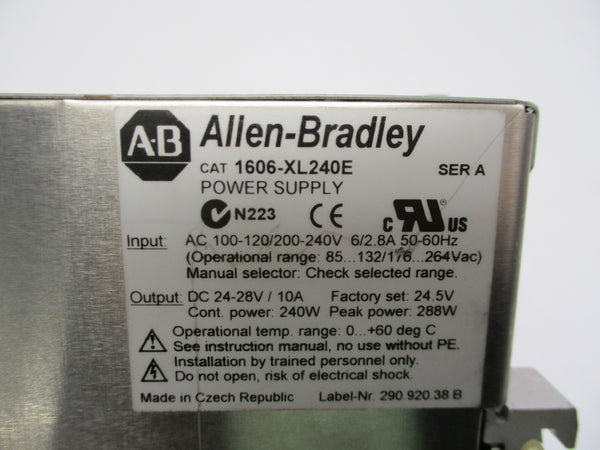 A-B Allen-Bradley
CAT 1606-XL240E SER A
POWER SUPPLY
N223 CE c RU US
Input: AC 100-120/200-240V 6/2.8A 50-60Hz
(Operational range: 85...132/176...264Vac)
Manual selector: Check selected range.
Output: DC 24-28V / 10A Factory set: 24.5V
Cont. power: 240W Peak power: 288W
Operational temp. range: 0...+60 deg C
See instruction manual, no use without PE.
Installation by trained personnel only.
Do not open, risk of electrical shock.
Made in Czech Republic Label-Nr. 290.920.38 B